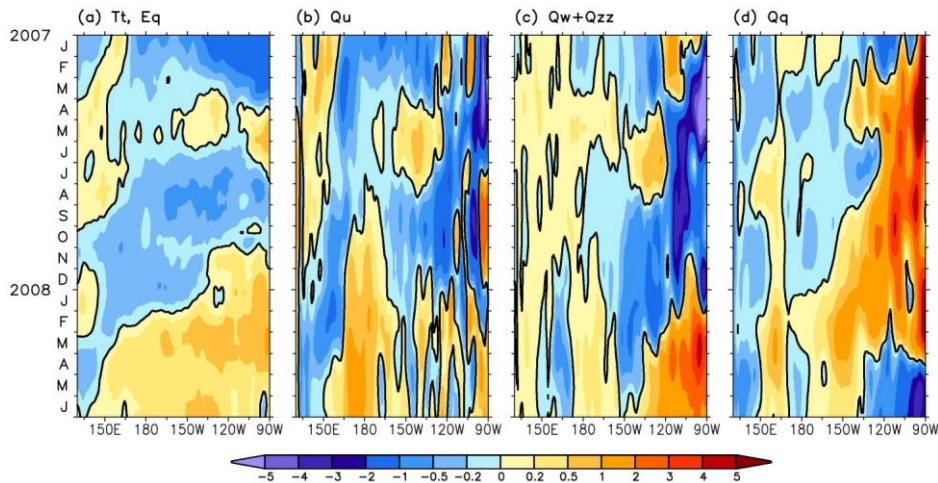 (a) Tt, Eq (b) Qu (c) Qw+Qzz (d) Qq
2007
J
F
M
A
M
J
J
A
S
O
N
D
2008
J
F
M
A
M
J
150E 180 150W 120W 90W 150E 180 150W 120W 90W 150E 180 150W 120W 90W 150E 180 150W 120W 90W
-5 -4 -3 -2 -1 -0.5 -0.2 0 0.2 0.5 1 2 3 4 5